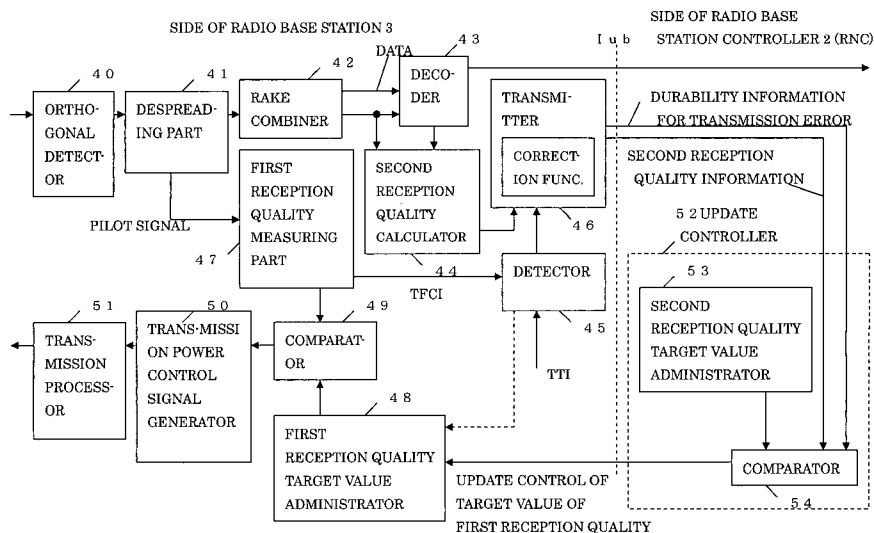 SIDE OF RADIO BASE STATION 3
Iub
SIDE OF RADIO BASE
STATION CONTROLLER 2 (RNC)
40
41
42
DATA
43
ORTHO-
GONAL
DETECT-
OR
DESPREAD-
ING PART
RAKE
COMBINER
DECO-
DER
TRANSMI-
TTER
CORRECT-
ION FUNC.
46
DURABILITY INFORMATION
FOR TRANSMISSION ERROR
SECOND RECEPTION
QUALITY INFORMATION
PILOT SIGNAL
FIRST
RECEPTION
QUALITY
MEASURING
PART
47
SECOND
RECEPTION
QUALITY
CALCULATOR
44
TFCI
DETECTOR
45
TTI
52 UPDATE
CONTROLLER
53
SECOND
RECEPTION QUALITY
TARGET VALUE
ADMINISTRATOR
COMPARATOR
54
51
TRANS-
MISSION
PROCESS-
OR
50
TRANS-MISSI
ON POWER
CONTROL
SIGNAL
GENERATOR
49
COMPARAT-
OR
48
FIRST
RECEPTION QUALITY
TARGET VALUE
ADMINISTRATOR
UPDATE CONTROL OF
TARGET VALUE OF
FIRST RECEPTION QUALITY